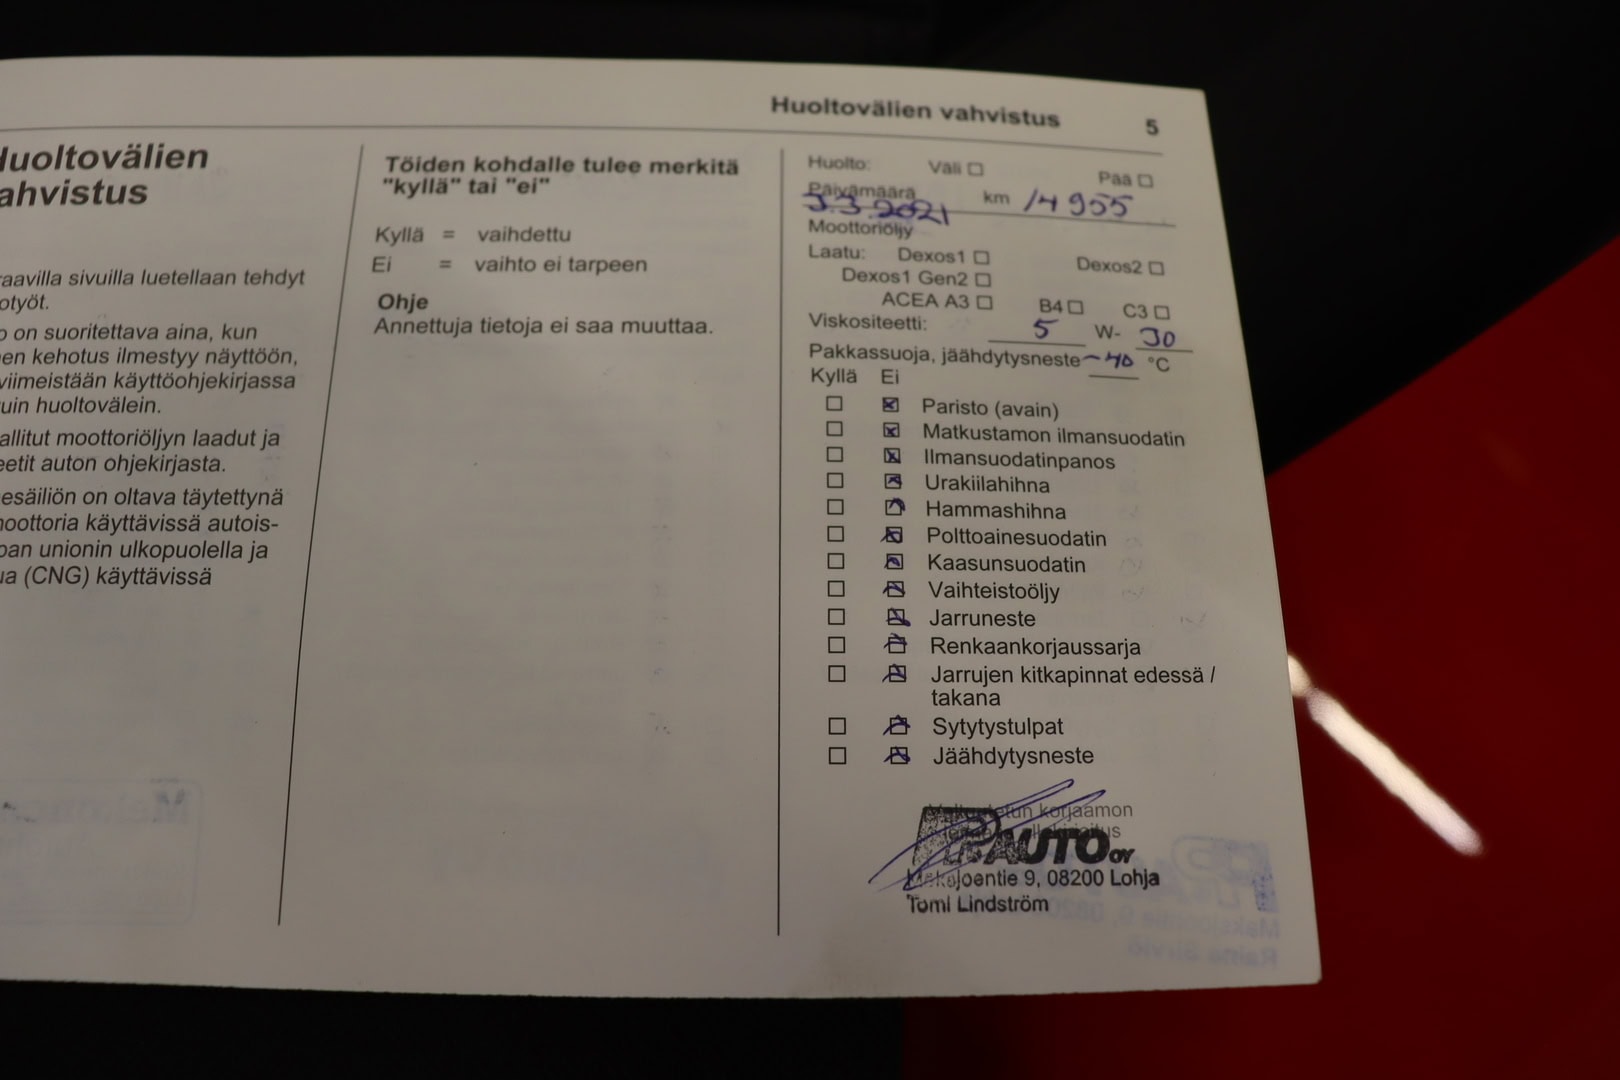 Huoltovälien vahvistus 5
Huoltovälien
vahvistus
raavilla sivuilla luetellaan tehdyt
otyöt.
o on suoritettava aina, kun
en kehotus ilmestyy näyttöön,
viimeistään käyttöohjekirjassa
uin huoltovälein.
allitut moottoriöljyn laadut ja
eetit auton ohjekirjasta.
esäiliön on oltava täytettynä
moottoria käyttävissä autois-
pan unionin ulkopuolella ja
ua (CNG) käyttävissä
Töiden kohdalle tulee merkitä
"kyllä" tai "ei"
Kyllä = vaihdettu
Ei = vaihto ei tarpeen
Ohje
Annettuja tietoja ei saa muuttaa.
Huolto: Väli Pää
Päivämäärä 3.3.2021 km 14955
Moottoriöljy
Laatu: Dexos1 Dexos2
Dexos1 Gen2
ACEA A3 B4 C3
Viskositeetti: 5 W- 30
Pakkassuoja, jäähdytysneste -40 °C
Kyllä Ei
Paristo (avain)
Matkustamon ilmansuodatin
Ilmansuodatinpanos
Urakiilahihna
Hammashihna
Polttoainesuodatin
Kaasunsuodatin
Vaihteistoöljy
Jarruneste
Renkaankorjaussarja
Jarrujen kitkapinnat edessä /
takana
Sytytystulpat
Jäähdytysneste
korjaamon
AUTO OY
Maksjoentie 9, 08200 Lohja
Tomi Lindström